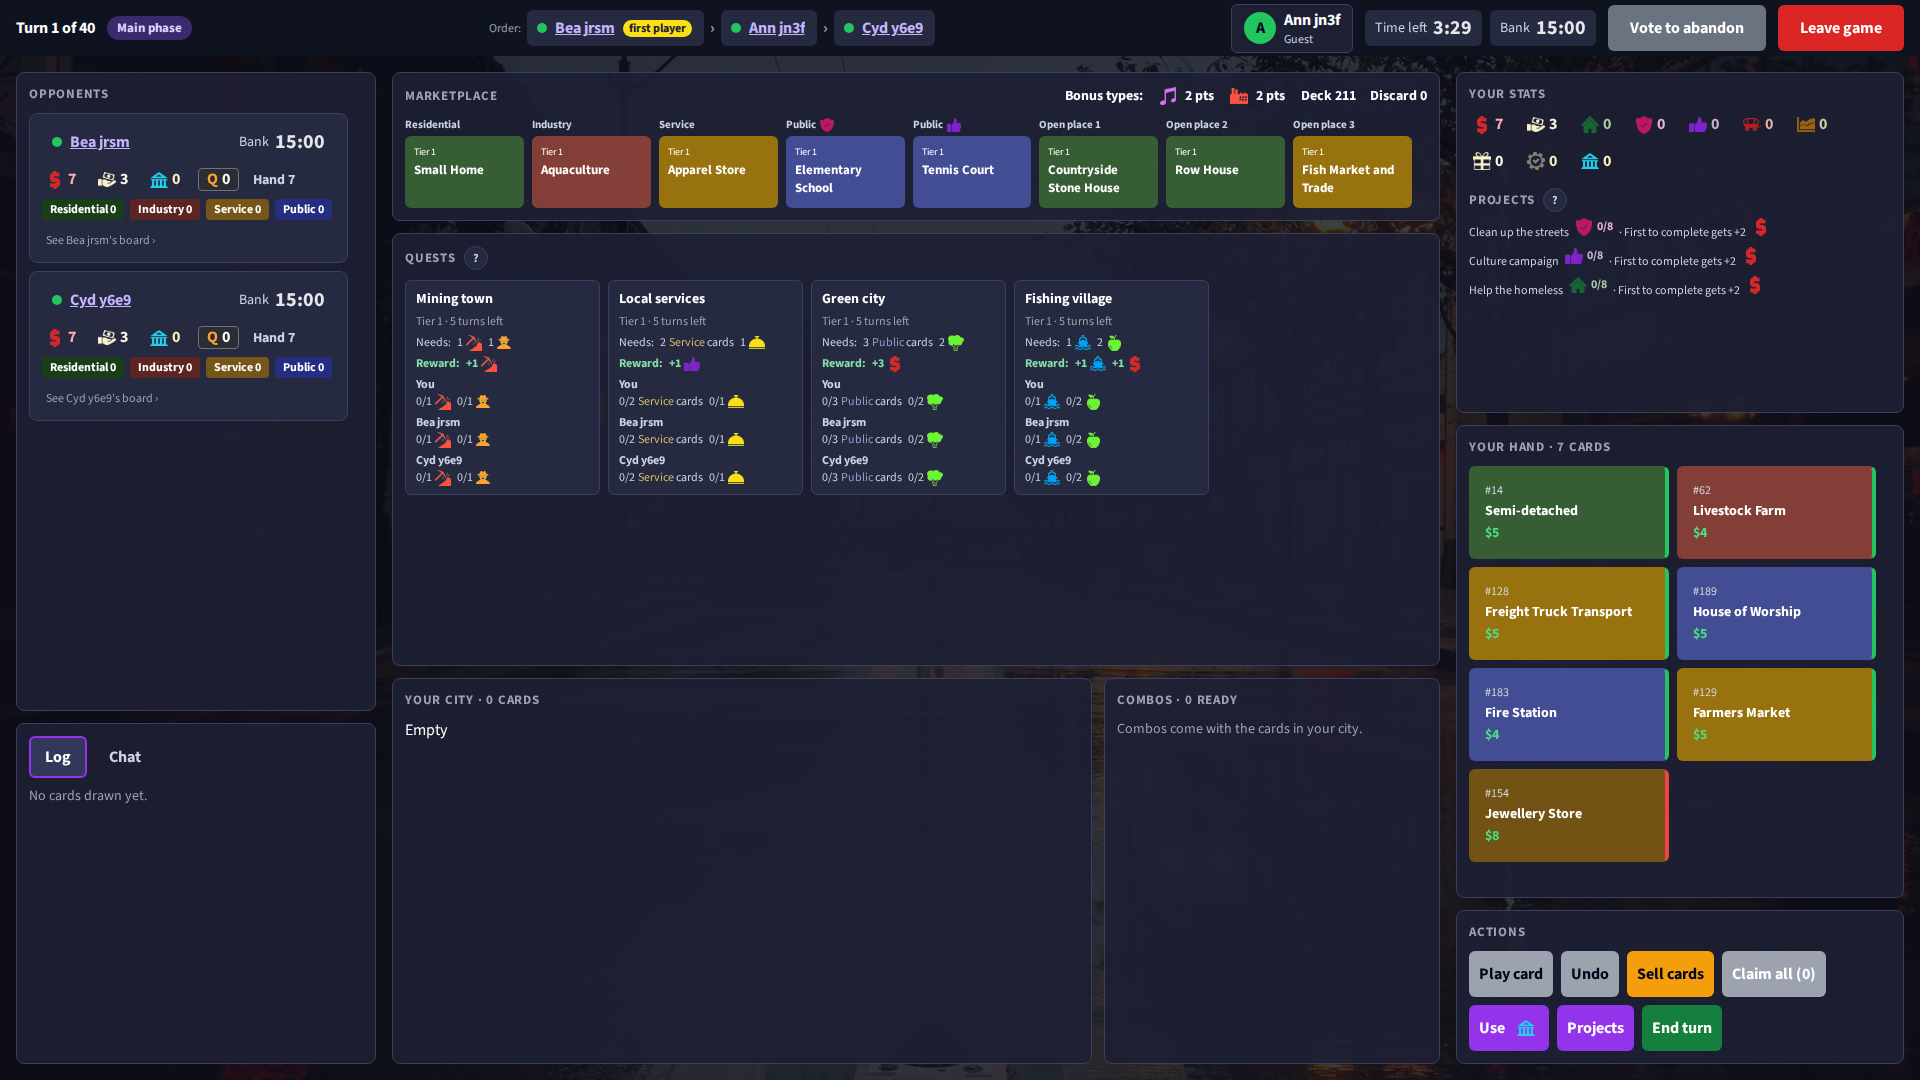 Turn 1 of 40 Main phase Order: Bea jrsm first player › Ann jn3f › Cyd y6e9 A Ann jn3f Guest Time left 3:29 Bank 15:00 Vote to abandon Leave game
OPPONENTS
Bea jrsm Bank 15:00
7 3 0 Q 0 Hand 7
Residential 0 Industry 0 Service 0 Public 0
See Bea jrsm's board ›
Cyd y6e9 Bank 15:00
7 3 0 Q 0 Hand 7
Residential 0 Industry 0 Service 0 Public 0
See Cyd y6e9's board ›
Log Chat
No cards drawn yet.
MARKETPLACE Bonus types: 2 pts 2 pts Deck 211 Discard 0
Residential Industry Service Public Public Open place 1 Open place 2 Open place 3
Tier 1 Tier 1 Tier 1 Tier 1 Tier 1 Tier 1 Tier 1 Tier 1
Small Home Aquaculture Apparel Store Elementary Tennis Court Countryside Row House Fish Market and
School Stone House Trade
QUESTS ?
Mining town Local services Green city Fishing village
Tier 1 · 5 turns left Tier 1 · 5 turns left Tier 1 · 5 turns left Tier 1 · 5 turns left
Needs: 1 1 Needs: 2 Service cards 1 Needs: 3 Public cards 2 Needs: 1 2
Reward: +1 Reward: +1 Reward: +3 Reward: +1 +1
You You You You
0/1 0/1 0/2 Service cards 0/1 0/3 Public cards 0/2 0/1 0/2
Bea jrsm Bea jrsm Bea jrsm Bea jrsm
0/1 0/1 0/2 Service cards 0/1 0/3 Public cards 0/2 0/1 0/2
Cyd y6e9 Cyd y6e9 Cyd y6e9 Cyd y6e9
0/1 0/1 0/2 Service cards 0/1 0/3 Public cards 0/2 0/1 0/2
YOUR CITY · 0 CARDS
Empty
COMBOS · 0 READY
Combos come with the cards in your city.
YOUR STATS
7 3 0 0 0 0 0
0 0 0
PROJECTS ?
Clean up the streets 0/8 · First to complete gets +2
Culture campaign 0/8 · First to complete gets +2
Help the homeless 0/8 · First to complete gets +2
YOUR HAND · 7 CARDS
#14 #62
Semi-detached Livestock Farm
$5 $4
#128 #189
Freight Truck Transport House of Worship
$5 $5
#183 #129
Fire Station Farmers Market
$4 $5
#154
Jewellery Store
$8
ACTIONS
Play card Undo Sell cards Claim all (0)
Use Projects End turn